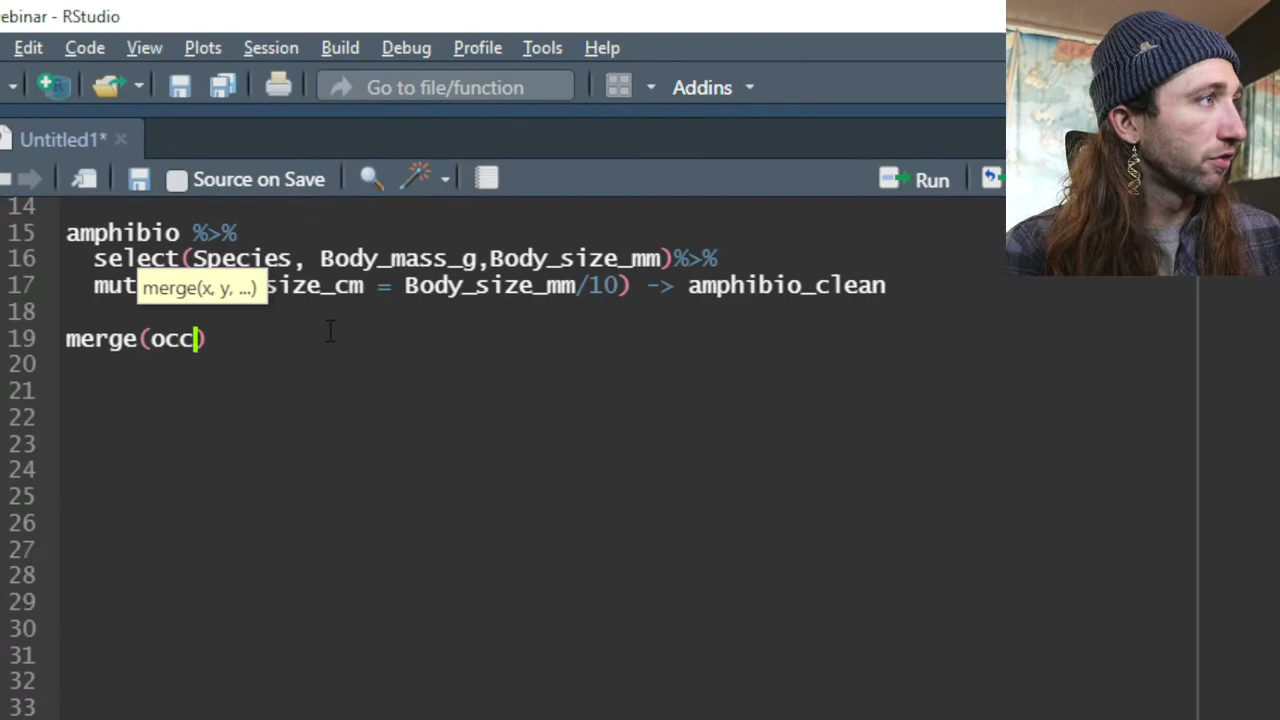 ebinar - RStudio
Edit Code View Plots Session Build Debug Profile Tools Help
Go to file/function Addins
Untitled1*
Source on Save Run
14
15 amphibio %>%
16 select(Species, Body_mass_g,Body_size_mm)%>%
17 mut size_cm = Body_size_mm/10) -> amphibio_clean
merge(x, y, ...)
18
19 merge(occ)
20
21
22
23
24
25
26
27
28
29
30
31
32
33